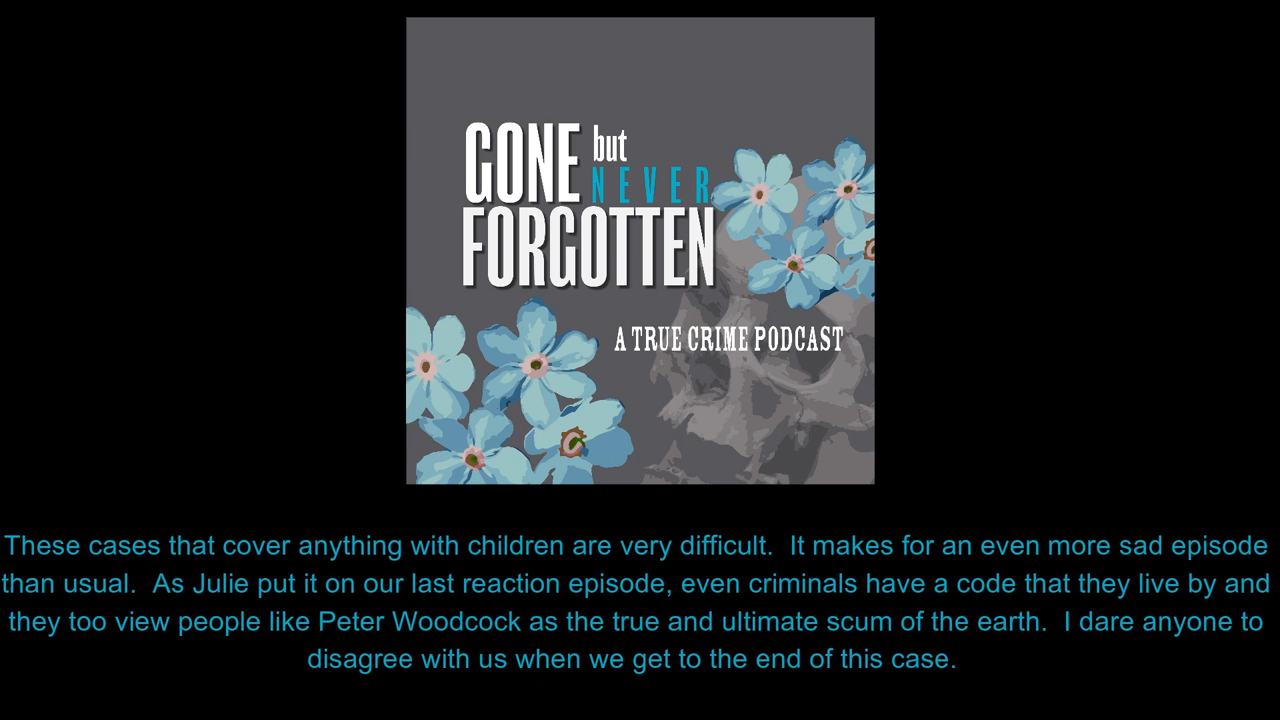 GONE but
NEVER
FORGOTTEN
A TRUE CRIME PODCAST
These cases that cover anything with children are very difficult.  It makes for an even more sad episode
than usual.  As Julie put it on our last reaction episode, even criminals have a code that they live by and
they too view people like Peter Woodcock as the true and ultimate scum of the earth.  I dare anyone to
disagree with us when we get to the end of this case.